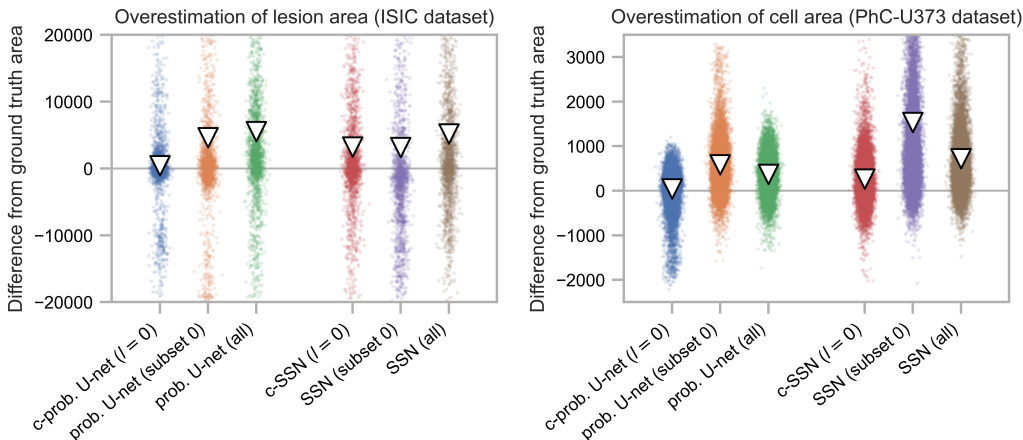 Overestimation of lesion area (ISIC dataset)
Difference from ground truth area
20000
10000
0
−10000
−20000
c-prob. U-net (l = 0)
prob. U-net (subset 0)
prob. U-net (all)
c-SSN (l = 0)
SSN (subset 0)
SSN (all)
Overestimation of cell area (PhC-U373 dataset)
Difference from ground truth area
3000
2000
1000
0
−1000
−2000
c-prob. U-net (l = 0)
prob. U-net (subset 0)
prob. U-net (all)
c-SSN (l = 0)
SSN (subset 0)
SSN (all)